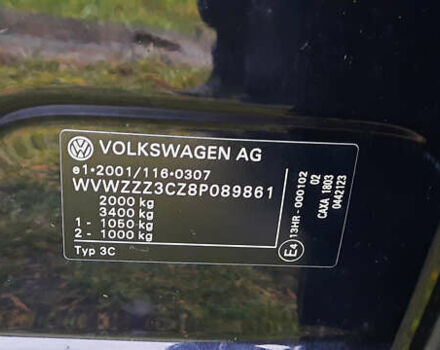 VOLKSWAGEN AG
e1*2001/116*0307
WVWZZZ3CZ8P089861
2000 kg
3400 kg
1 - 1050 kg
2 - 1000 kg
Typ 3C
E4
13HR-000102
02
CAXA 1803
0442123